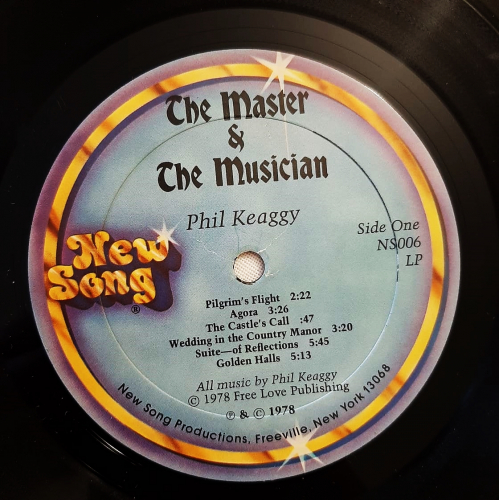 The Master
&
The Musician
Phil Keaggy
Side One
NS006
LP
New
Song
®
Pilgrim's Flight 2:22
Agora 3:26
The Castle's Call :47
Wedding in the Country Manor 3:20
Suite—of Reflections 5:45
Golden Halls 5:13
All music by Phil Keaggy
© 1978 Free Love Publishing
℗ & © 1978
New Song Productions, Freeville, New York 13068